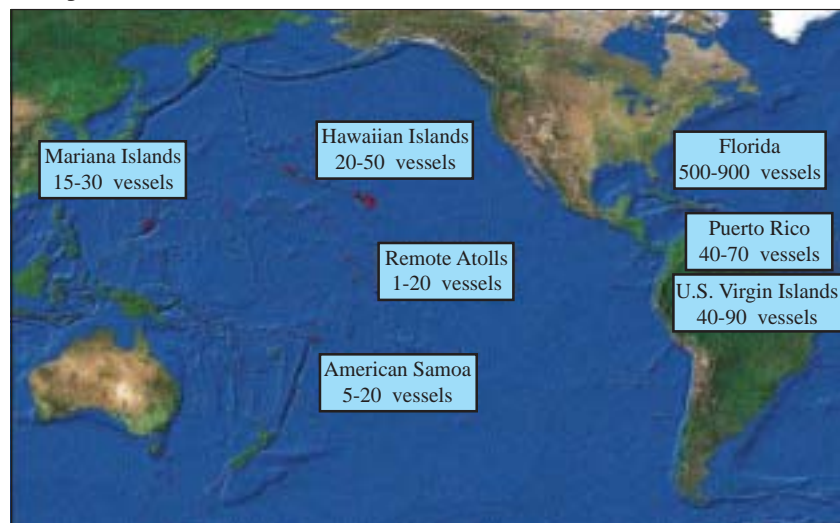 Hawaiian Islands
20-50 vessels
Florida
500-900 vessels
Mariana Islands
15-30 vessels
Puerto Rico
40-70 vessels
Remote Atolls
1-20 vessels
U.S. Virgin Islands
40-90 vessels
American Samoa
5-20 vessels